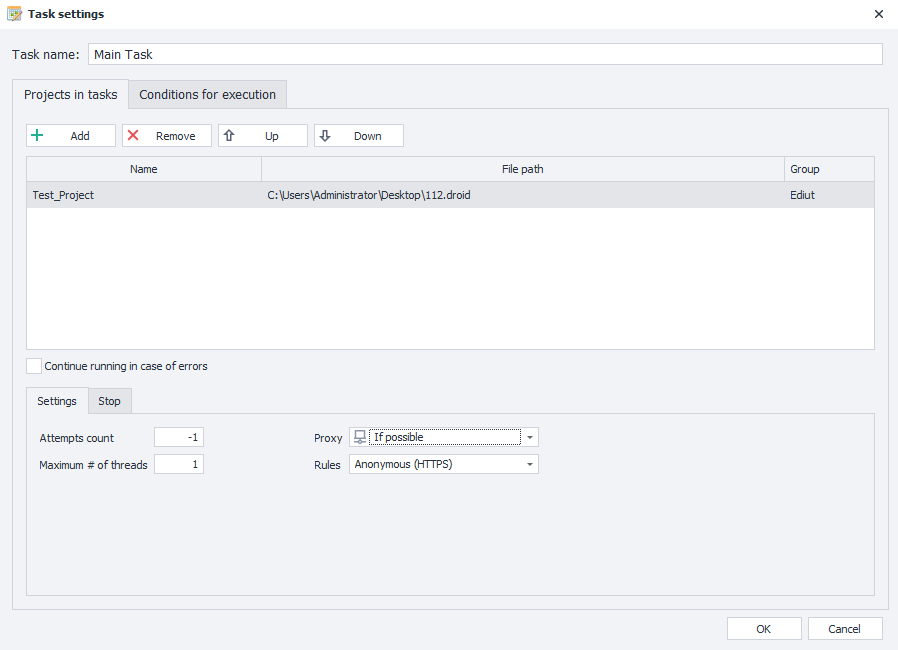 Task settings
Task name: Main Task
Projects in tasks Conditions for execution
Add Remove Up Down
Name File path Group
Test_Project C:\Users\Administrator\Desktop\112.droid Ediut
Continue running in case of errors
Settings Stop
Attempts count -1 Proxy If possible
Maximum # of threads 1 Rules Anonymous (HTTPS)
OK Cancel